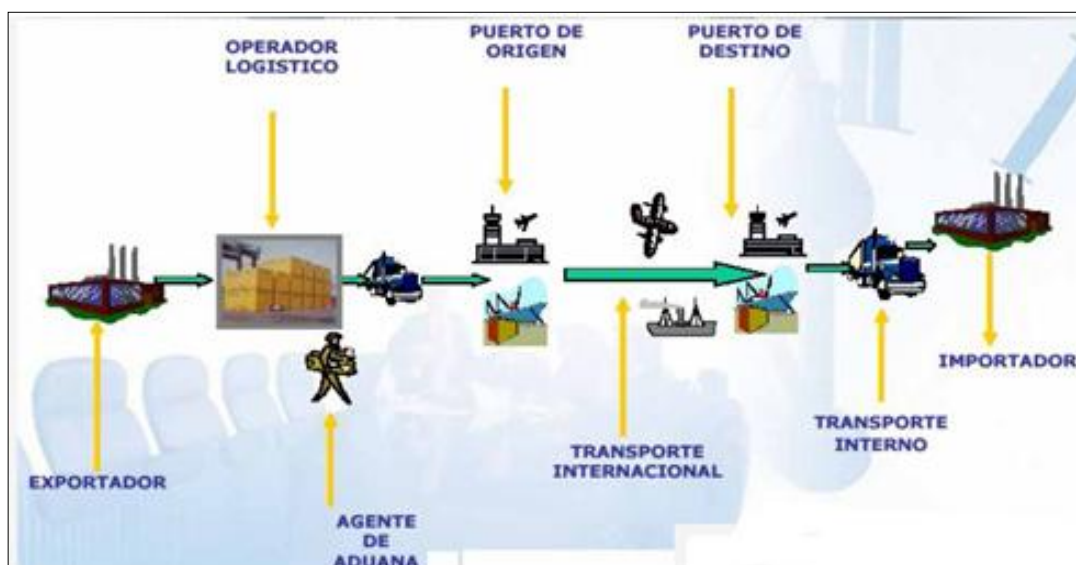 OPERADOR
LOGISTICO
PUERTO DE
ORIGEN
PUERTO DE
DESTINO
IMPORTADOR
TRANSPORTE
INTERNO
TRANSPORTE
INTERNACIONAL
EXPORTADOR
AGENTE
DE
ADUANA